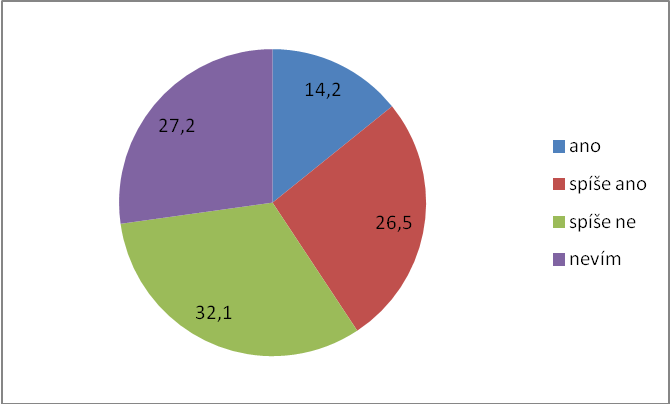 14,2
26,5
32,1
27,2
ano
spíše ano
spíše ne
nevím